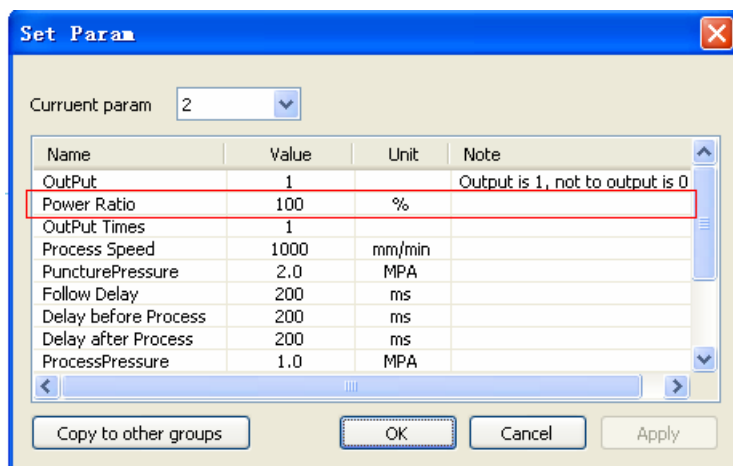 Set Param
Curruent param 2
Name Value Unit Note
OutPut 1 Output is 1, not to output is 0
Power Ratio 100 %
OutPut Times 1
Process Speed 1000 mm/min
PuncturePressure 2.0 MPA
Follow Delay 200 ms
Delay before Process 200 ms
Delay after Process 200 ms
ProcessPressure 1.0 MPA
Copy to other groups OK Cancel Apply